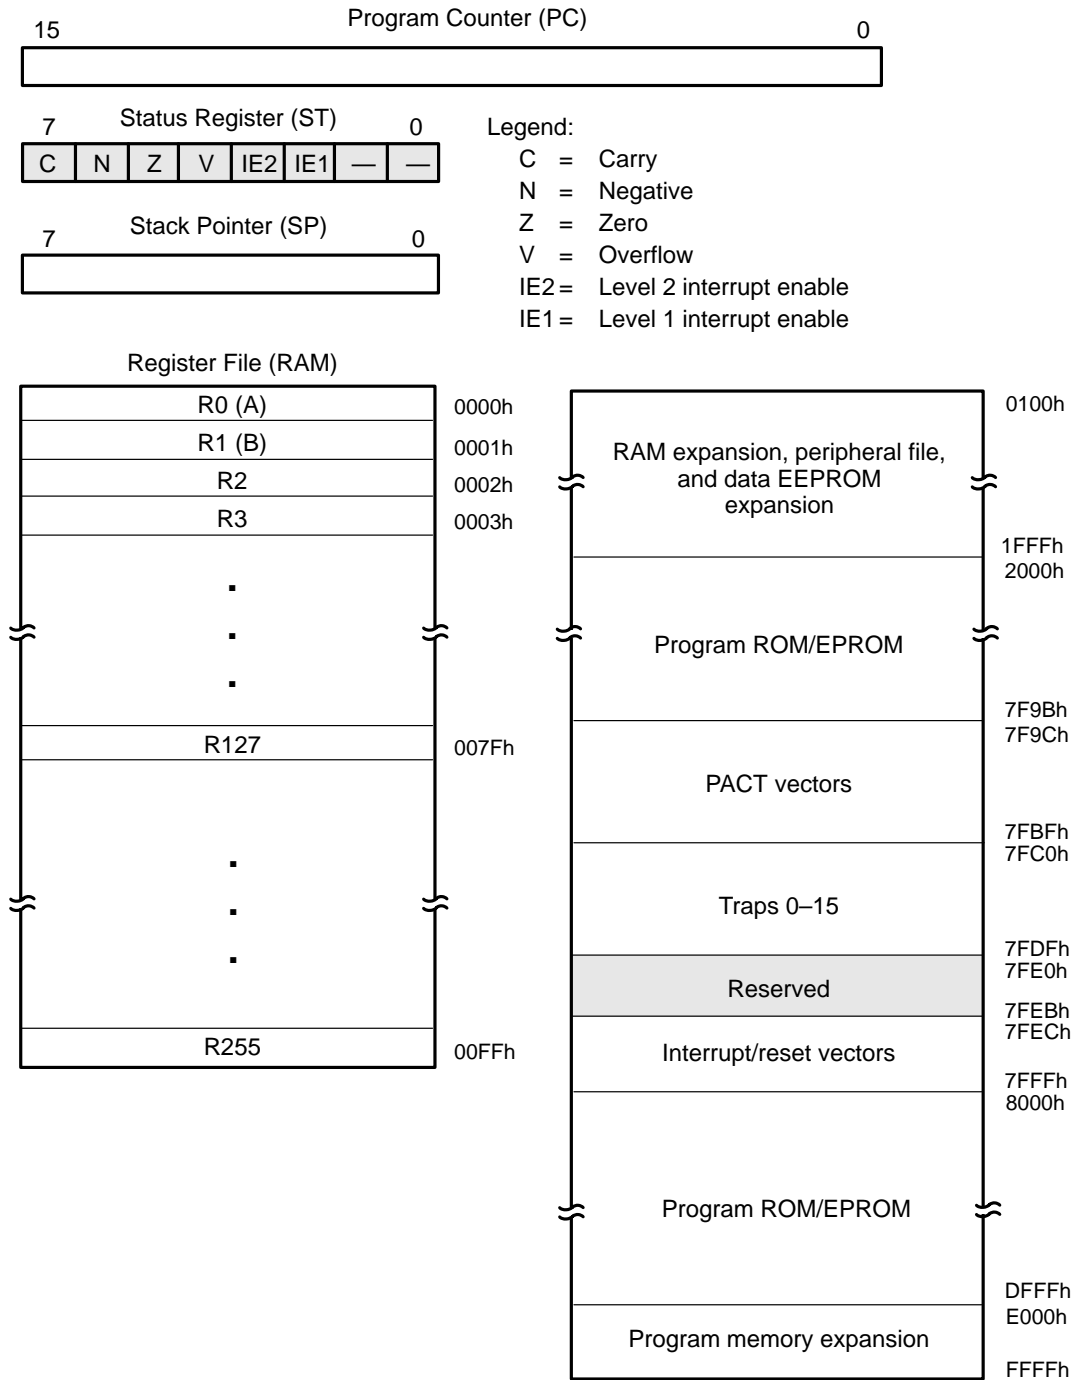 Program Counter (PC)
15 0
Status Register (ST)
7 0
C N Z V IE2 IE1 — —
Stack Pointer (SP)
7 0
Legend:
C = Carry
N = Negative
Z = Zero
V = Overflow
IE2 = Level 2 interrupt enable
IE1 = Level 1 interrupt enable
Register File (RAM)
R0 (A) 0000h
R1 (B) 0001h
R2 0002h
R3 0003h
R127 007Fh
R255 00FFh
0100h
RAM expansion, peripheral file,
and data EEPROM
expansion
1FFFh
2000h
Program ROM/EPROM
7F9Bh
7F9Ch
PACT vectors
7FBFh
7FC0h
Traps 0–15
7FDFh
7FE0h
Reserved
7FEBh
7FECh
Interrupt/reset vectors
7FFFh
8000h
Program ROM/EPROM
DFFFh
E000h
Program memory expansion
FFFFh